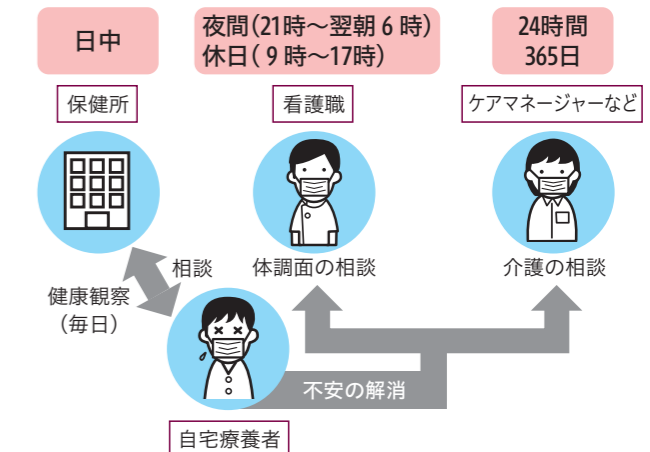 日中
夜間(21時～翌朝6時)
休日(9時～17時)
24時間
365日
保健所
看護職
ケアマネージャーなど
相談
体調面の相談
介護の相談
健康観察
(毎日)
不安の解消
自宅療養者